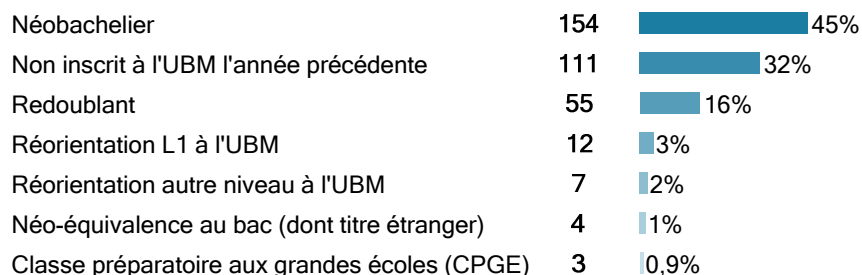 Néobachelier 154 45%
Non inscrit à l'UBM l'année précédente 111 32%
Redoublant 55 16%
Réorientation L1 à l'UBM 12 3%
Réorientation autre niveau à l'UBM 7 2%
Néo-équivalence au bac (dont titre étranger) 4 1%
Classe préparatoire aux grandes écoles (CPGE) 3 0,9%